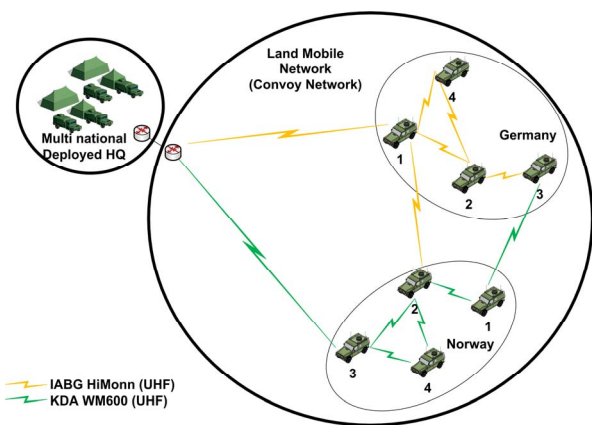 Land Mobile
Network
(Convoy Network)
Multi national
Deployed HQ
4
Germany
1
2
3
2
1
Norway
3
4
IABG HiMonn (UHF)
KDA WM600 (UHF)